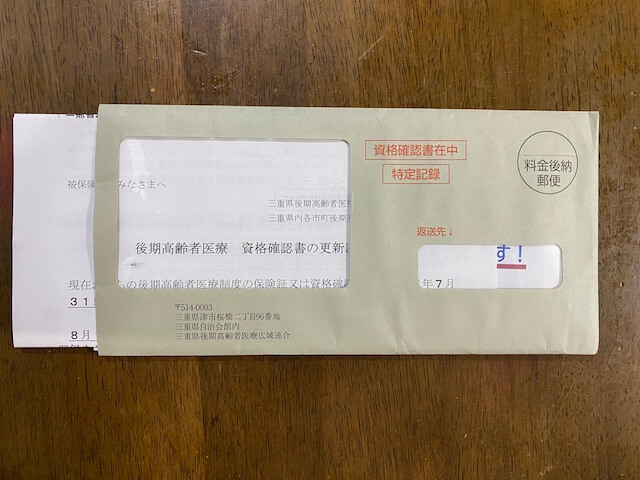 被保険
みなさまへ
三重県後期高齢者医
三重県内各市町後期
後期高齢者医療 資格確認書の更新
現在
ちの後期高齢者医療制度の保険証又は資格確
31
8月
年7月
す！
資格確認書在中
特定記録
料金後納
郵便
返送先↓
〒514-0003
三重県津市桜橋二丁目96番地
三重県自治会館内
三重県後期高齢者医療広域連合